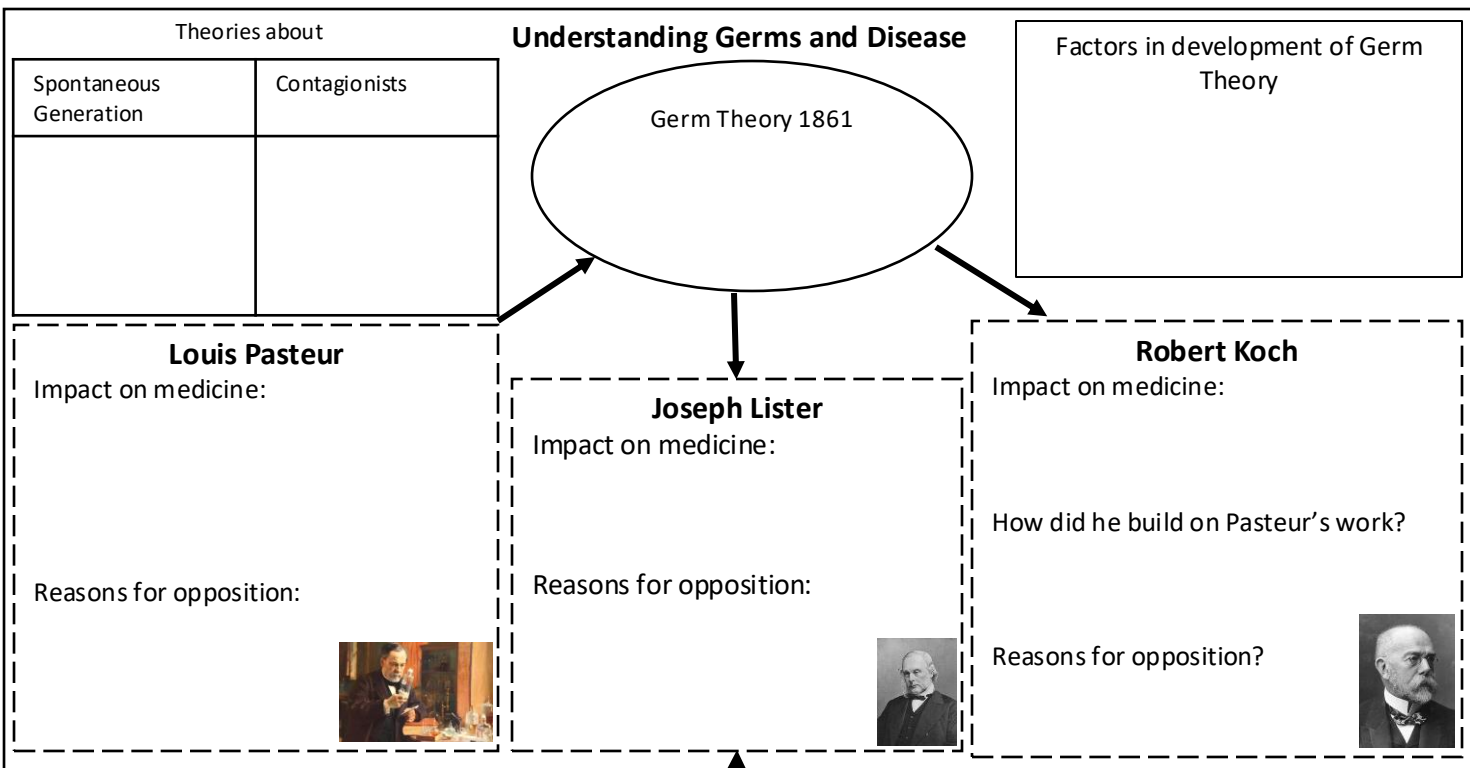 Theories about
Understanding Germs and Disease
Spontaneous
Generation
Contagionists
Germ Theory 1861
Factors in development of Germ
Theory
Louis Pasteur
Impact on medicine:
Reasons for opposition:
Joseph Lister
Impact on medicine:
Reasons for opposition:
Robert Koch
Impact on medicine:
How did he build on Pasteur’s work?
Reasons for opposition?